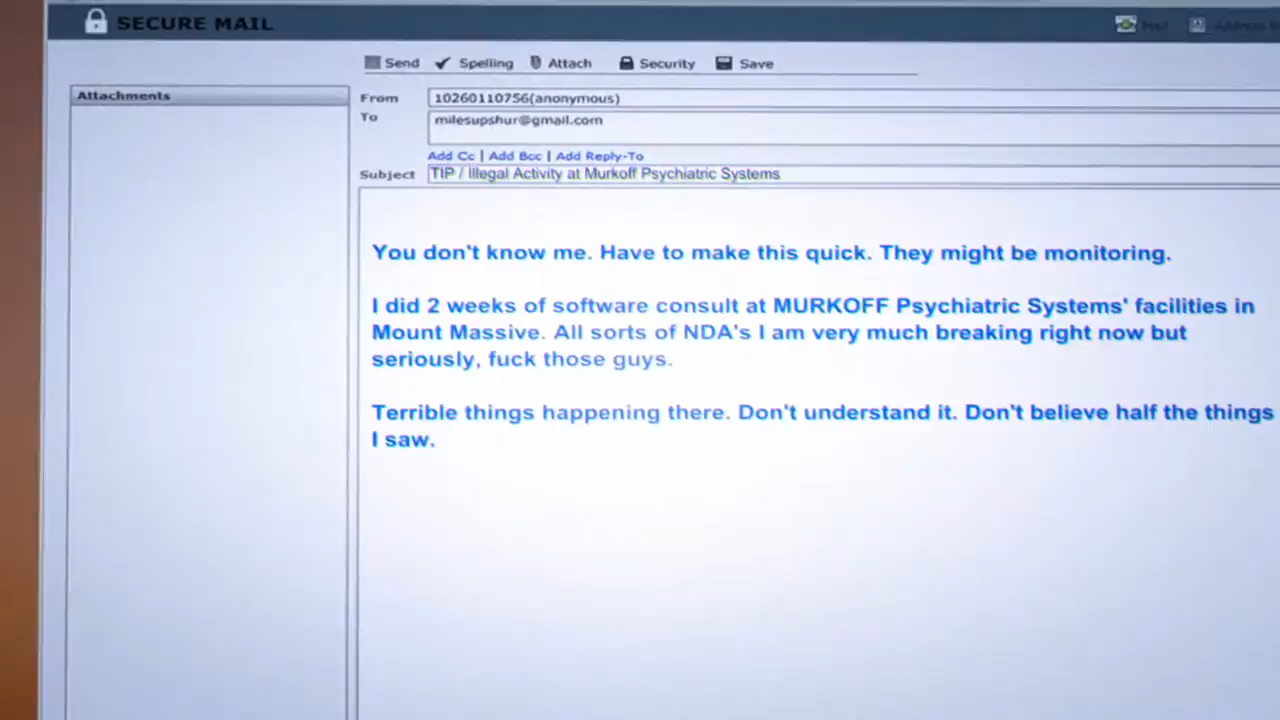 SECURE MAIL
Send Spelling Attach Security Save
Attachments
From 10260110756(anonymous)
To milesupshur@gmail.com
Add Cc | Add Bcc | Add Reply-To
Subject TIP / Illegal Activity at Murkoff Psychiatric Systems
You don't know me. Have to make this quick. They might be monitoring.
I did 2 weeks of software consult at MURKOFF Psychiatric Systems' facilities in
Mount Massive. All sorts of NDA's I am very much breaking right now but
seriously, fuck those guys.
Terrible things happening there. Don't understand it. Don't believe half the things
I saw.